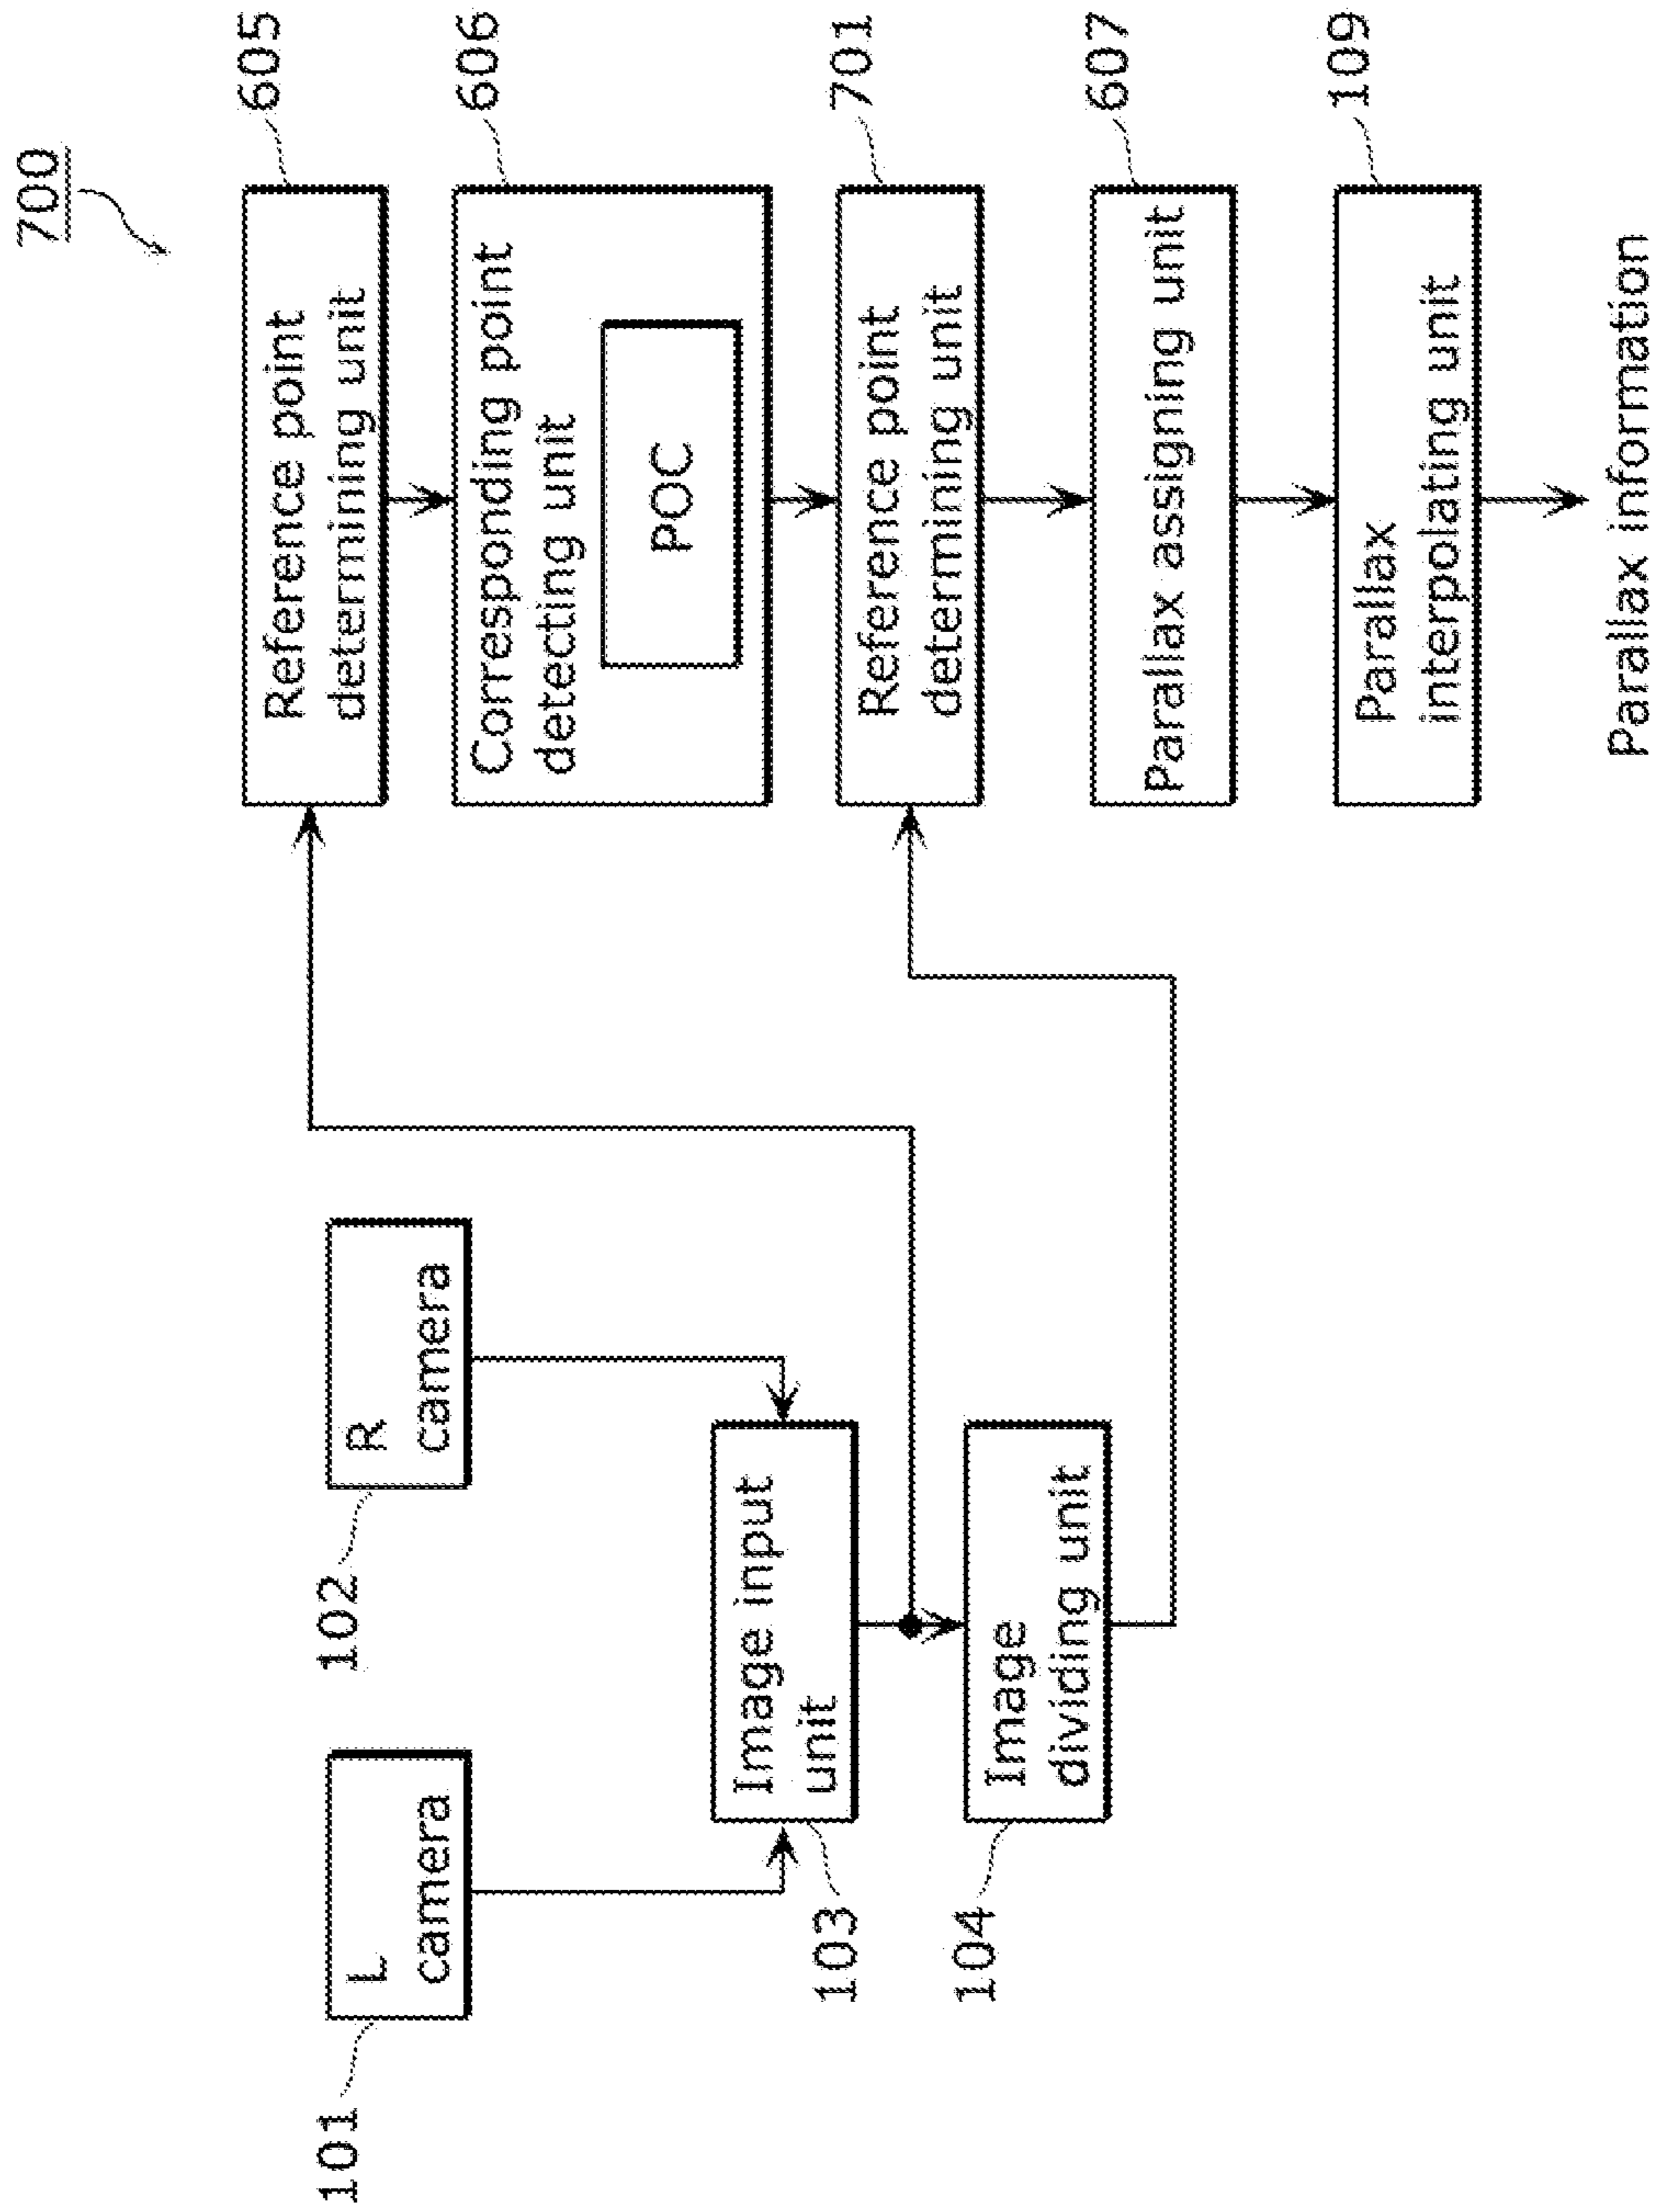 700
101
L
camera
102
R
camera
103
Image input
unit
104
Image
dividing unit
605
Reference point
determining unit
606
Corresponding point
detecting unit
POC
701
Reference point
determining unit
607
Parallax assigning unit
109
Parallax
interpolating unit
Parallax information